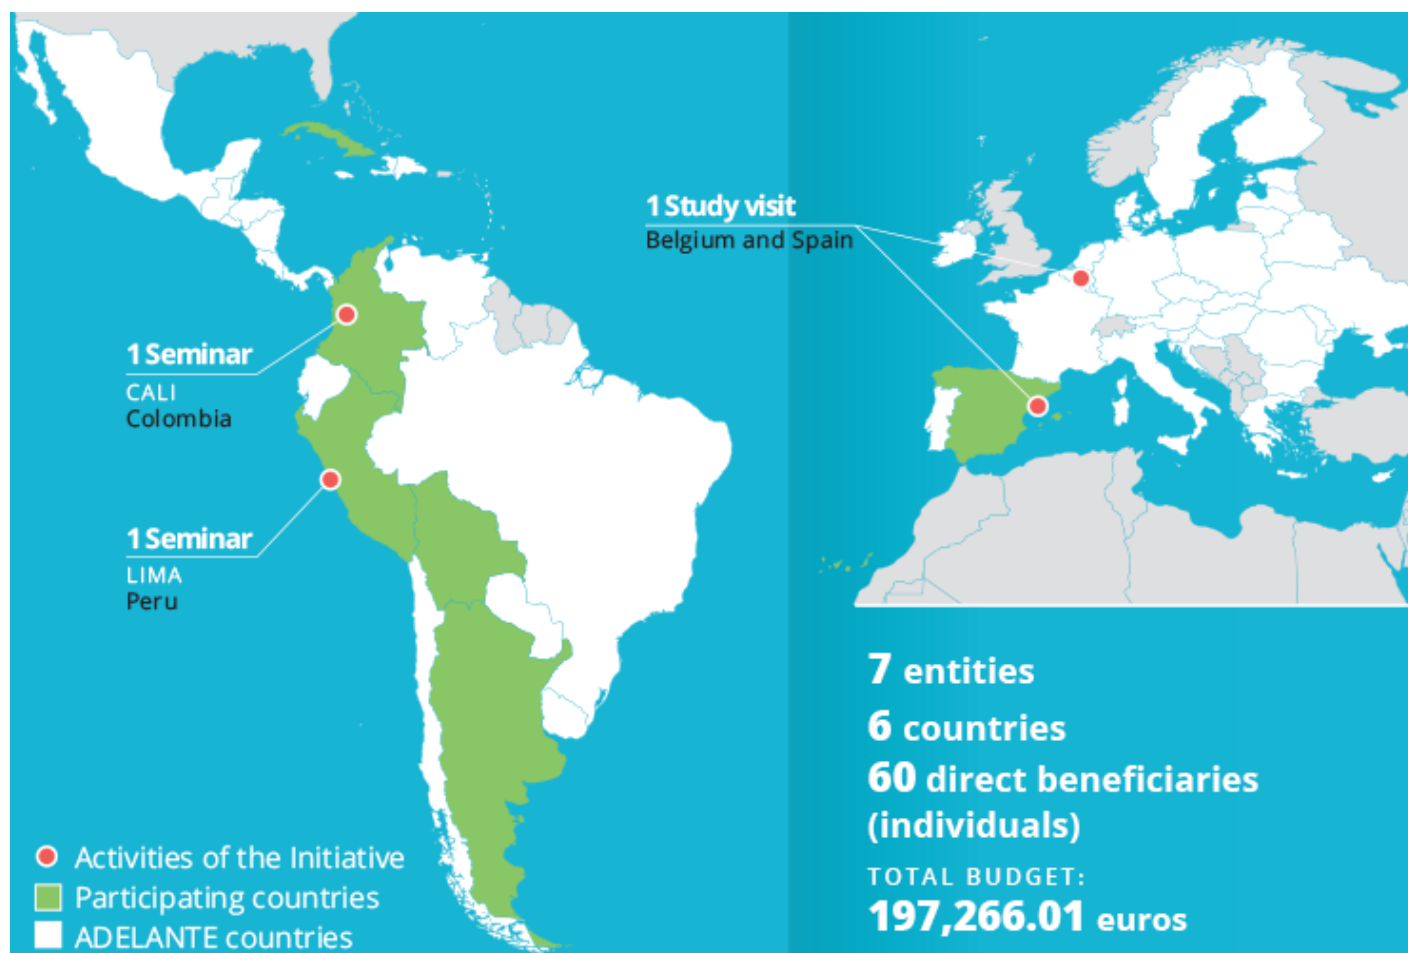 1 Study visit
Belgium and Spain
1 Seminar
CALI
Colombia
1 Seminar
LIMA
Peru
Activities of the Initiative
Participating countries
ADELANTE countries
7 entities
6 countries
60 direct beneficiaries
(individuals)
TOTAL BUDGET:
197,266.01 euros